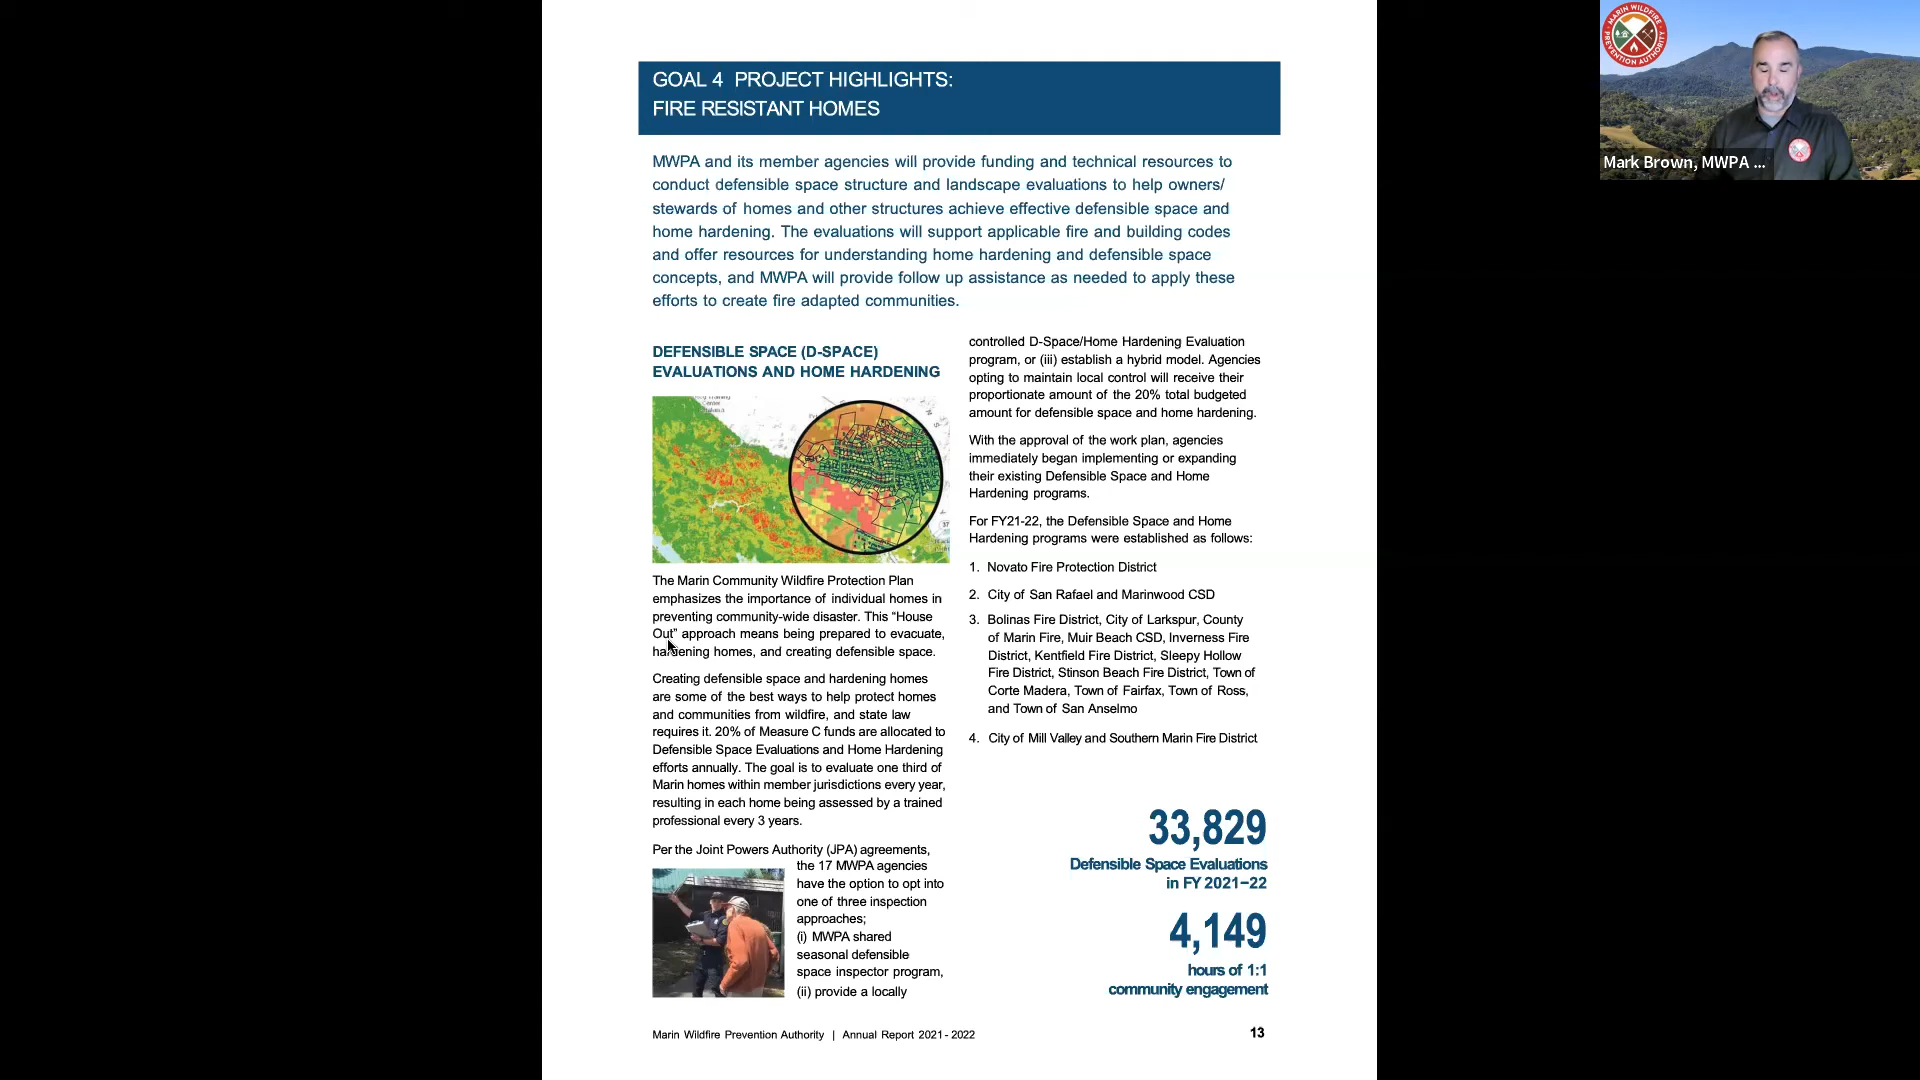 GOAL 4 PROJECT HIGHLIGHTS:
FIRE RESISTANT HOMES
MWPA and its member agencies will provide funding and technical resources to
conduct defensible space structure and landscape evaluations to help owners/
stewards of homes and other structures achieve effective defensible space and
home hardening. The evaluations will support applicable fire and building codes
and offer resources for understanding home hardening and defensible space
concepts, and MWPA will provide follow up assistance as needed to apply these
efforts to create fire adapted communities.
DEFENSIBLE SPACE (D-SPACE)
EVALUATIONS AND HOME HARDENING
The Marin Community Wildfire Protection Plan
emphasizes the importance of individual homes in
preventing community-wide disaster. This “House
Out” approach means being prepared to evacuate,
hardening homes, and creating defensible space.
Creating defensible space and hardening homes
are some of the best ways to help protect homes
and communities from wildfire, and state law
requires it. 20% of Measure C funds are allocated to
Defensible Space Evaluations and Home Hardening
efforts annually. The goal is to evaluate one third of
Marin homes within member jurisdictions every year,
resulting in each home being assessed by a trained
professional every 3 years.
Per the Joint Powers Authority (JPA) agreements,
the 17 MWPA agencies
have the option to opt into
one of three inspection
approaches;
(i) MWPA shared
seasonal defensible
space inspector program,
(ii) provide a locally
controlled D-Space/Home Hardening Evaluation
program, or (iii) establish a hybrid model. Agencies
opting to maintain local control will receive their
proportionate amount of the 20% total budgeted
amount for defensible space and home hardening.
With the approval of the work plan, agencies
immediately began implementing or expanding
their existing Defensible Space and Home
Hardening programs.
For FY21-22, the Defensible Space and Home
Hardening programs were established as follows:
1. Novato Fire Protection District
2. City of San Rafael and Marinwood CSD
3. Bolinas Fire District, City of Larkspur, County
of Marin Fire, Muir Beach CSD, Inverness Fire
District, Kentfield Fire District, Sleepy Hollow
Fire District, Stinson Beach Fire District, Town of
Corte Madera, Town of Fairfax, Town of Ross,
and Town of San Anselmo
4. City of Mill Valley and Southern Marin Fire District
33,829
Defensible Space Evaluations
in FY 2021–22
4,149
hours of 1:1
community engagement
Marin Wildfire Prevention Authority | Annual Report 2021 - 2022
13
MARIN WILDFIRE
PREVENTION AUTHORITY
Mark Brown, MWPA ...